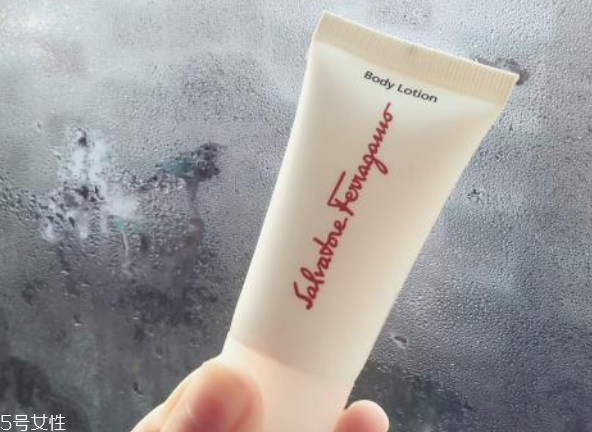 Body Lotion
Salvatore Ferragamo
5号女性